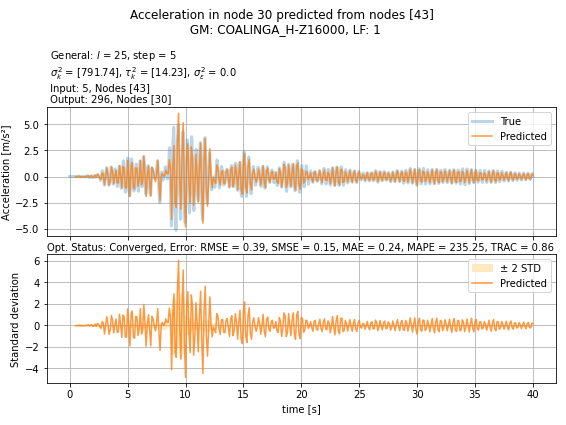 Acceleration in node 30 predicted from nodes [43]
GM: COALINGA_H-Z16000, LF: 1
General: l = 25, step = 5
σ²ₖ = [791.74], τ²ₖ = [14.23], σ²ε = 0.0
Input: 5, Nodes [43]
Output: 296, Nodes [30]
Acceleration [m/s²]
5.0
2.5
0.0
−2.5
−5.0
True
Predicted
Opt. Status: Converged, Error: RMSE = 0.39, SMSE = 0.15, MAE = 0.24, MAPE = 235.25, TRAC = 0.86
Standard deviation
6
4
2
0
−2
−4
± 2 STD
Predicted
0 5 10 15 20 25 30 35 40
time [s]